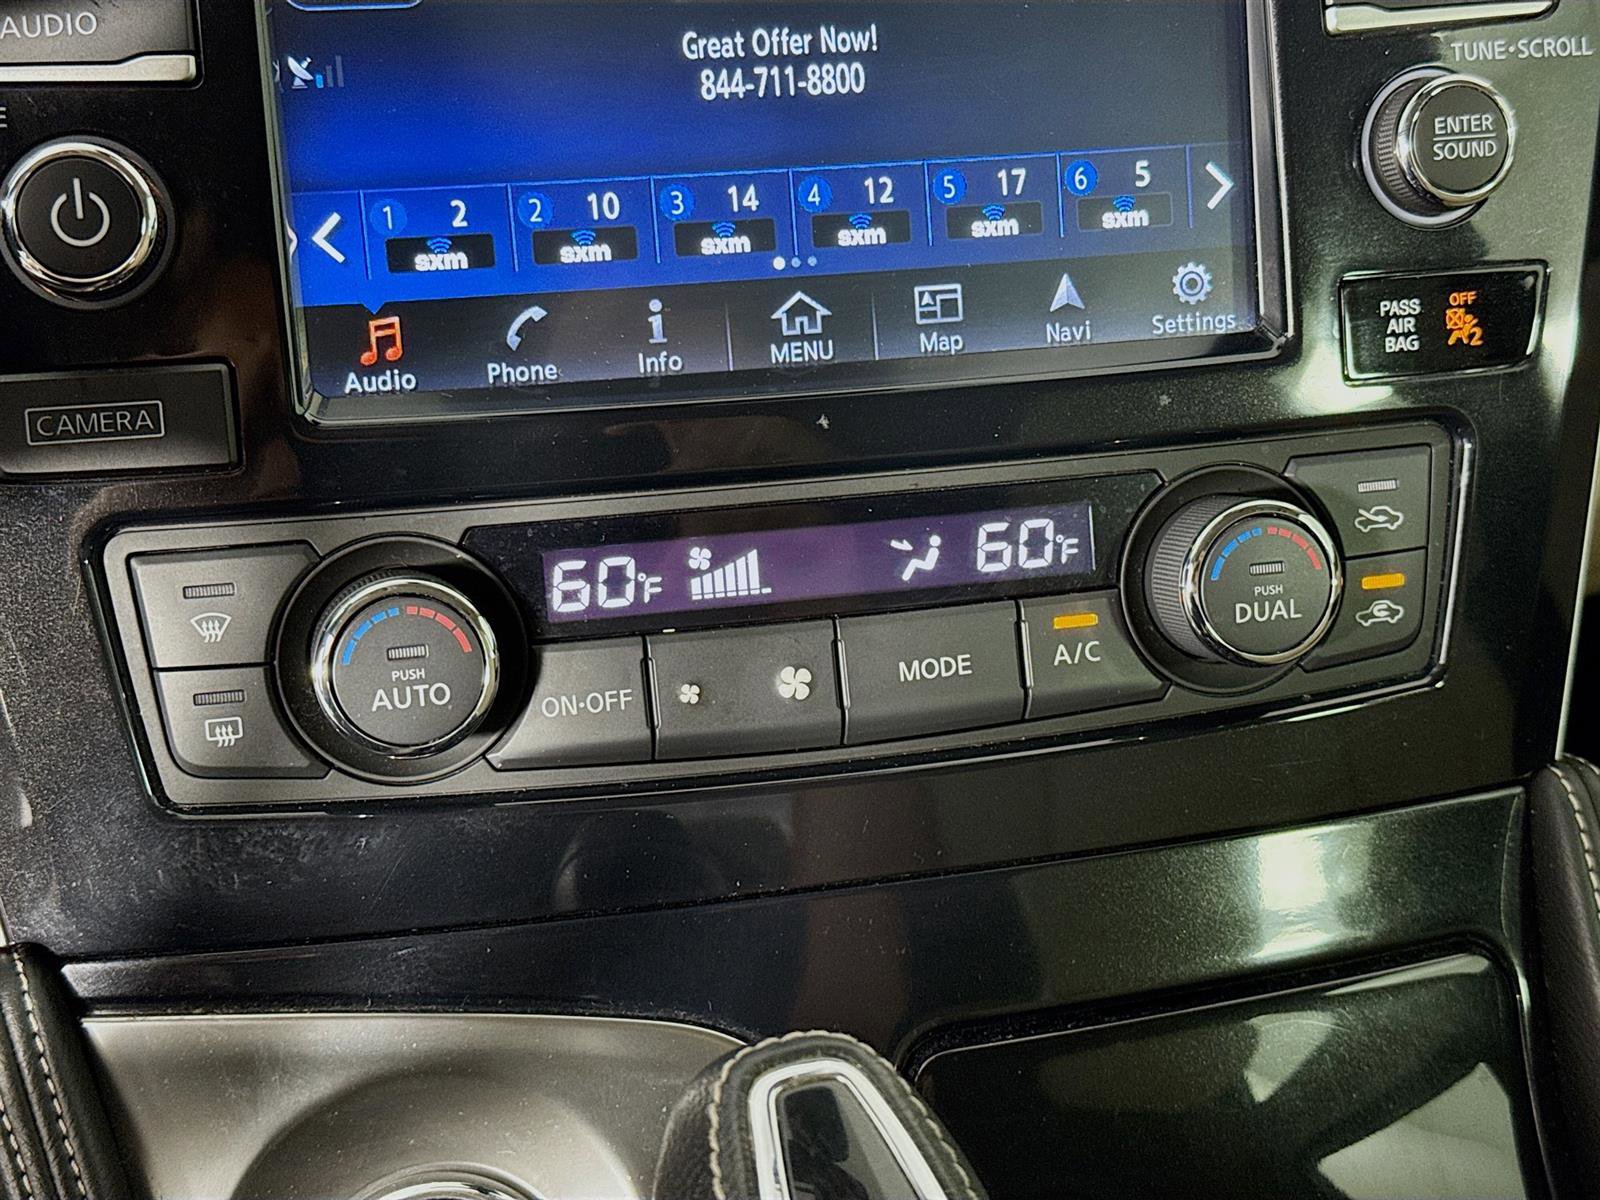 AUDIO
Great Offer Now!
844-711-8800
TUNE•SCROLL
ENTER
SOUND
1 2
sxm
2 10
sxm
3 14
sxm
4 12
sxm
5 17
sxm
6 5
sxm
Audio
Phone
Info
MENU
Map
Navi
Settings
PASS
AIR
BAG
OFF
2
CAMERA
60°F
60°F
PUSH
AUTO
ON•OFF
MODE
A/C
PUSH
DUAL